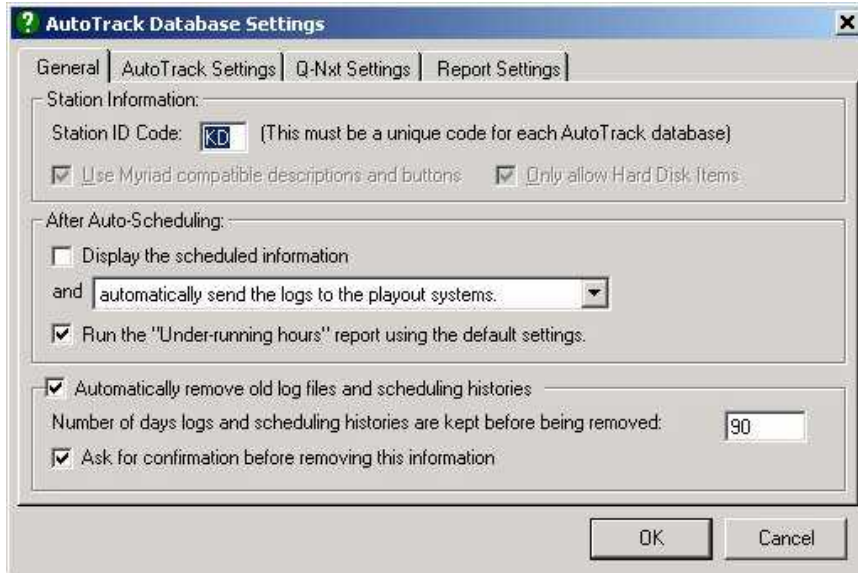 ? AutoTrack Database Settings
General AutoTrack Settings Q-Nxt Settings Report Settings
Station Information:
Station ID Code: KD (This must be a unique code for each AutoTrack database)
Use Myriad compatible descriptions and buttons Only allow Hard Disk Items
After Auto-Scheduling:
Display the scheduled information
and automatically send the logs to the playout systems.
Run the "Under-running hours" report using the default settings.
Automatically remove old log files and scheduling histories
Number of days logs and scheduling histories are kept before being removed: 90
Ask for confirmation before removing this information
OK Cancel